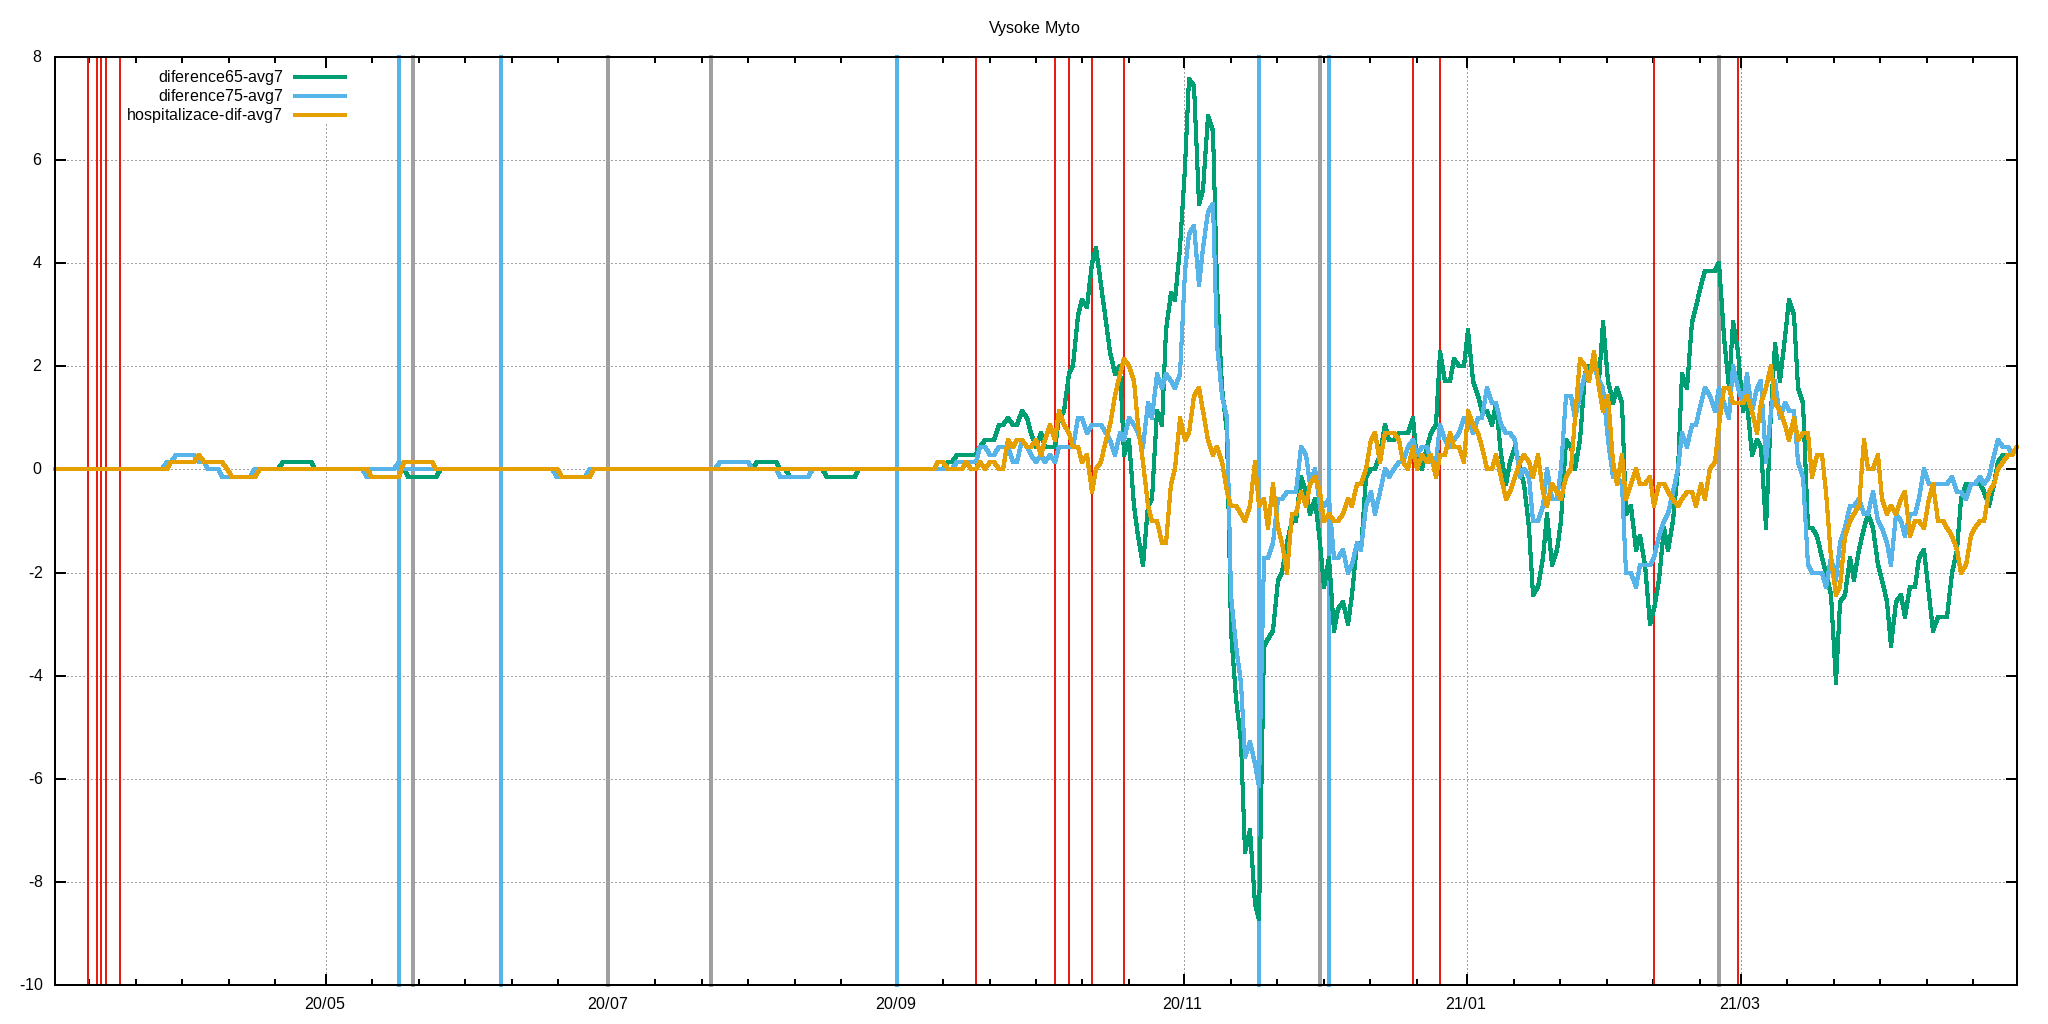 Vysoke Myto
diference65-avg7
diference75-avg7
hospitalizace-dif-avg7
8
6
4
2
0
-2
-4
-6
-8
-10
20/05 20/07 20/09 20/11 21/01 21/03